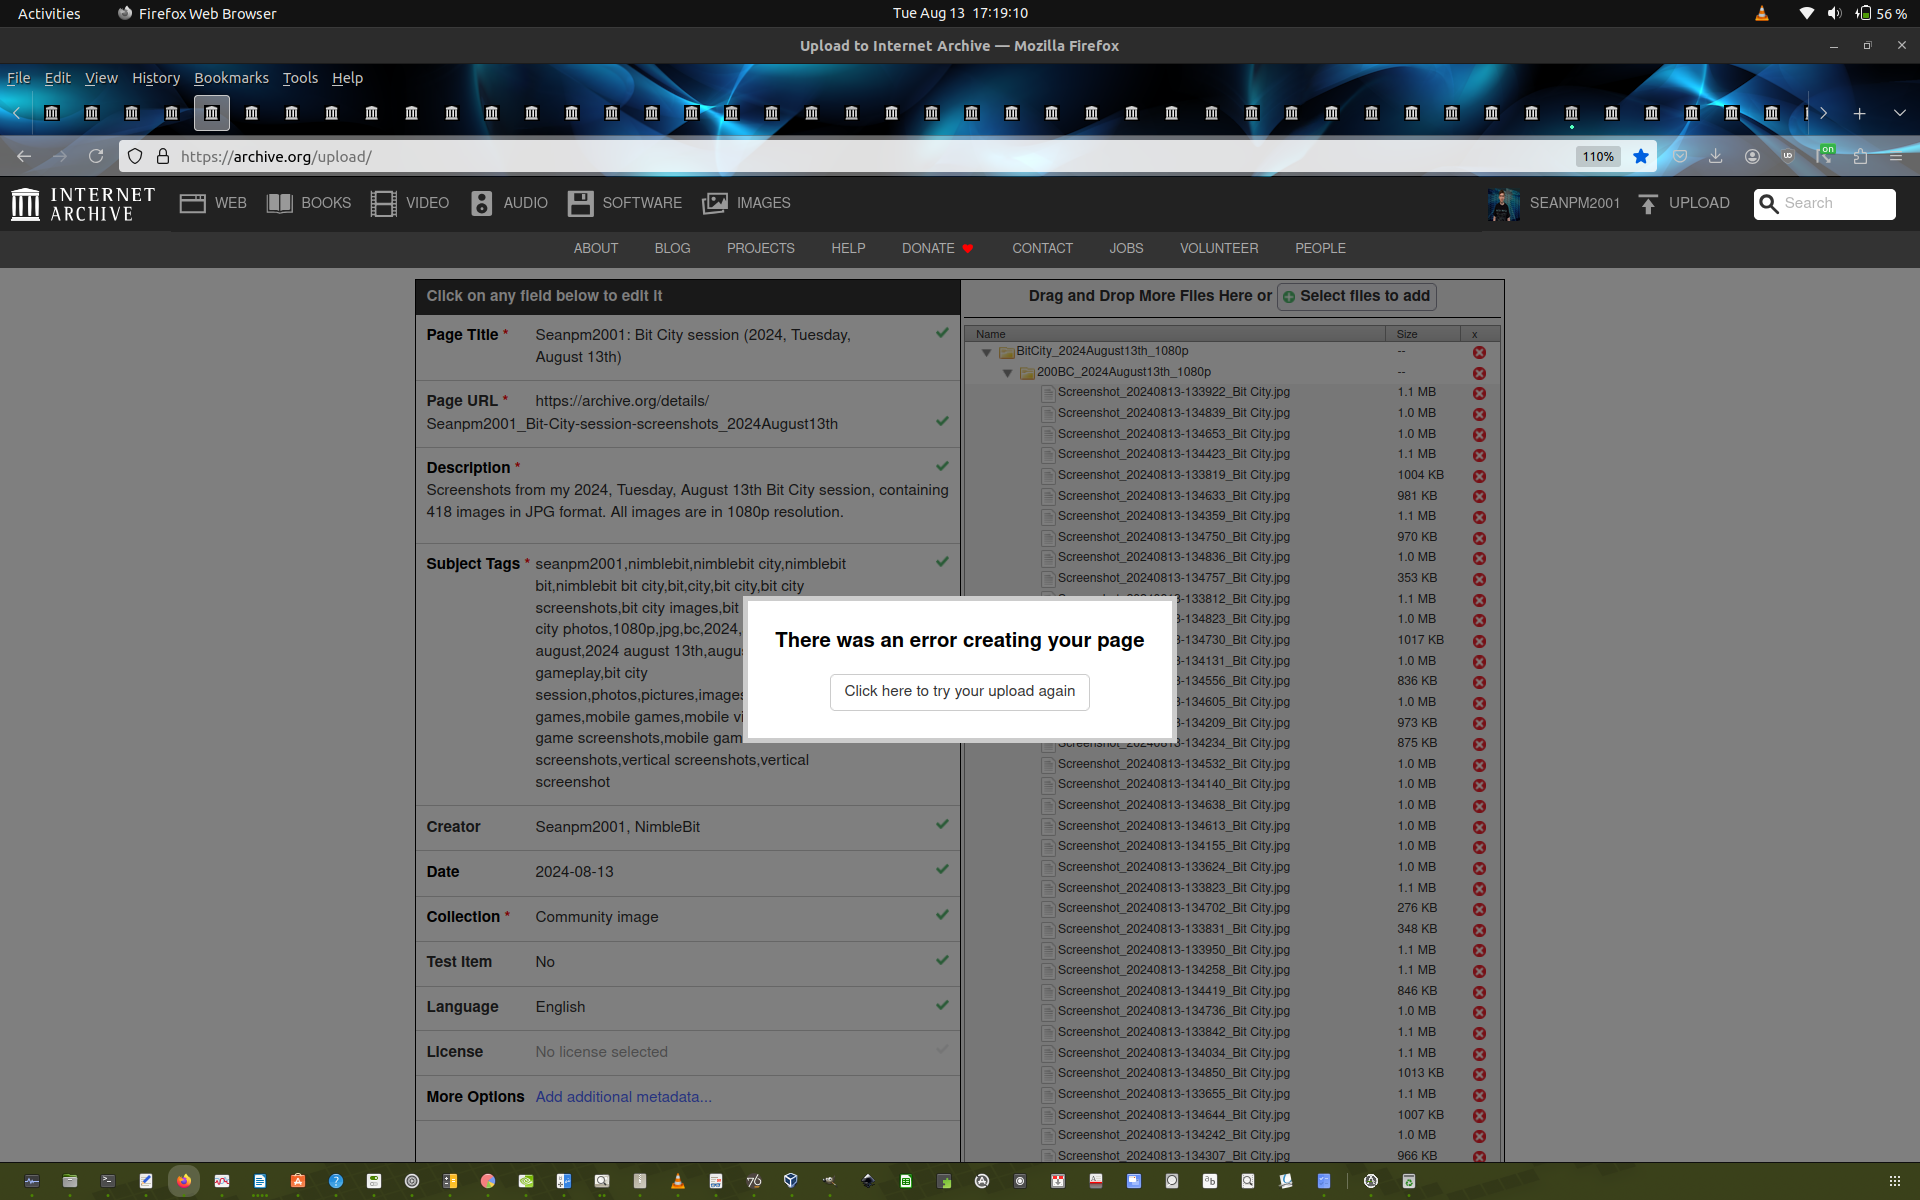 Activities
Firefox Web Browser
Tue Aug 13 17:19:10
56 %
Upload to Internet Archive — Mozilla Firefox
File Edit View History Bookmarks Tools Help
https://archive.org/upload/
110%
on
INTERNET ARCHIVE
WEB BOOKS VIDEO AUDIO SOFTWARE IMAGES
SEANPM2001 UPLOAD Search
ABOUT BLOG PROJECTS HELP DONATE CONTACT JOBS VOLUNTEER PEOPLE
Click on any field below to edit it
Page Title * Seanpm2001: Bit City session (2024, Tuesday,
August 13th)
Page URL * https://archive.org/details/
Seanpm2001_Bit-City-session-screenshots_2024August13th
Description *
Screenshots from my 2024, Tuesday, August 13th Bit City session, containing
418 images in JPG format. All images are in 1080p resolution.
Subject Tags * seanpm2001,nimblebit,nimblebit city,nimblebit
bit,nimblebit bit city,bit,city,bit city,bit city
screenshots,bit city images,bit
city photos,1080p,jpg,bc,2024,
august,2024 august 13th,augu
gameplay,bit city
session,photos,pictures,images
games,mobile games,mobile vi
game screenshots,mobile gam
screenshots,vertical screenshots,vertical
screenshot
Creator Seanpm2001, NimbleBit
Date 2024-08-13
Collection * Community image
Test Item No
Language English
License No license selected
More Options Add additional metadata...
Drag and Drop More Files Here or Select files to add
Name Size x
BitCity_2024August13th_1080p --
200BC_2024August13th_1080p --
Screenshot_20240813-133922_Bit City.jpg 1.1 MB
Screenshot_20240813-134839_Bit City.jpg 1.0 MB
Screenshot_20240813-134653_Bit City.jpg 1.0 MB
Screenshot_20240813-134423_Bit City.jpg 1.1 MB
Screenshot_20240813-133819_Bit City.jpg 1004 KB
Screenshot_20240813-134633_Bit City.jpg 981 KB
Screenshot_20240813-134359_Bit City.jpg 1.1 MB
Screenshot_20240813-134750_Bit City.jpg 970 KB
Screenshot_20240813-134836_Bit City.jpg 1.0 MB
Screenshot_20240813-134757_Bit City.jpg 353 KB
Screenshot_20240813-133812_Bit City.jpg 1.1 MB
3-134823_Bit City.jpg 1.0 MB
3-134730_Bit City.jpg 1017 KB
3-134131_Bit City.jpg 1.0 MB
3-134556_Bit City.jpg 836 KB
3-134605_Bit City.jpg 1.0 MB
3-134209_Bit City.jpg 973 KB
Screenshot_20240813-134234_Bit City.jpg 875 KB
Screenshot_20240813-134532_Bit City.jpg 1.0 MB
Screenshot_20240813-134140_Bit City.jpg 1.0 MB
Screenshot_20240813-134638_Bit City.jpg 1.0 MB
Screenshot_20240813-134613_Bit City.jpg 1.0 MB
Screenshot_20240813-134155_Bit City.jpg 1.0 MB
Screenshot_20240813-133624_Bit City.jpg 1.0 MB
Screenshot_20240813-133823_Bit City.jpg 1.1 MB
Screenshot_20240813-134702_Bit City.jpg 276 KB
Screenshot_20240813-133831_Bit City.jpg 348 KB
Screenshot_20240813-133950_Bit City.jpg 1.1 MB
Screenshot_20240813-134258_Bit City.jpg 1.1 MB
Screenshot_20240813-134419_Bit City.jpg 846 KB
Screenshot_20240813-134736_Bit City.jpg 1.0 MB
Screenshot_20240813-133842_Bit City.jpg 1.1 MB
Screenshot_20240813-134034_Bit City.jpg 1.1 MB
Screenshot_20240813-134850_Bit City.jpg 1013 KB
Screenshot_20240813-133655_Bit City.jpg 1.1 MB
Screenshot_20240813-134644_Bit City.jpg 1007 KB
Screenshot_20240813-134242_Bit City.jpg 1.0 MB
Screenshot_20240813-134307_Bit City.jpg 966 KB
There was an error creating your page
Click here to try your upload again